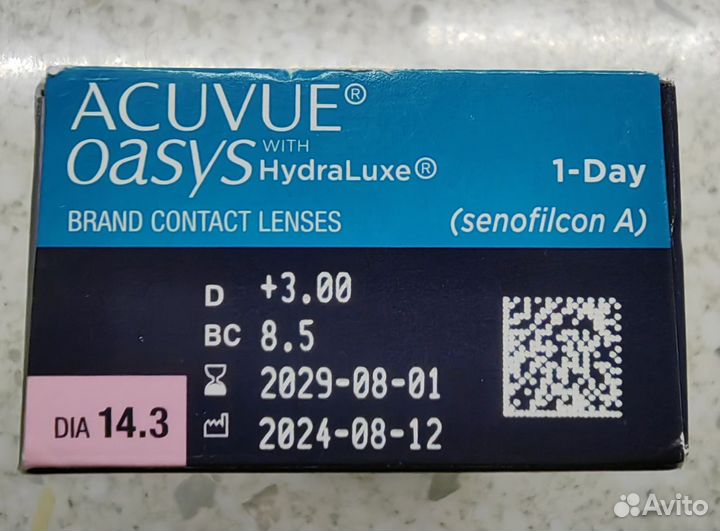 ACUVUE®
OASYS WITH HydraLuxe® 1-Day
BRAND CONTACT LENSES (senofilcon A)
D +3.00
BC 8.5
2029-08-01
DIA 14.3 2024-08-12
Avito